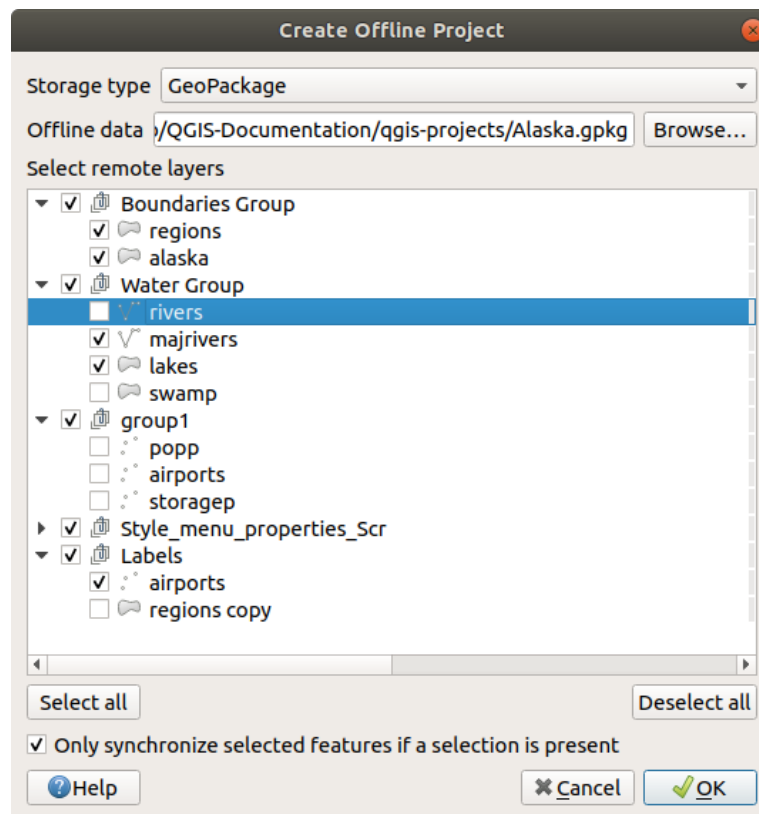 Create Offline Project
Storage type GeoPackage
Offline data /QGIS-Documentation/qgis-projects/Alaska.gpkg Browse...
Select remote layers
Boundaries Group
regions
alaska
Water Group
rivers
majrivers
lakes
swamp
group1
popp
airports
storagep
Style_menu_properties_Scr
Labels
airports
regions copy
Select all Deselect all
Only synchronize selected features if a selection is present
Help Cancel OK